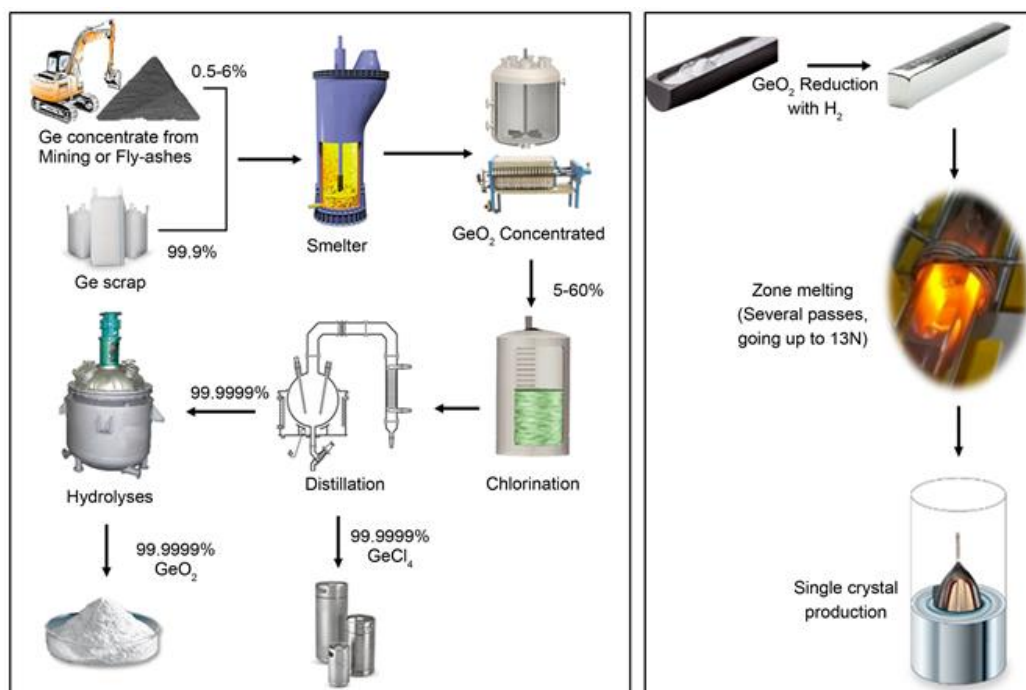 0.5-6%
Ge concentrate from
Mining or Fly-ashes
99.9%
Ge scrap
Smelter
GeO₂ Concentrated
5-60%
Chlorination
Distillation
99.9999%
Hydrolyses
99.9999%
GeO₂
99.9999%
GeCl₄
GeO₂ Reduction
with H₂
Zone melting
(Several passes,
going up to 13N)
Single crystal
production